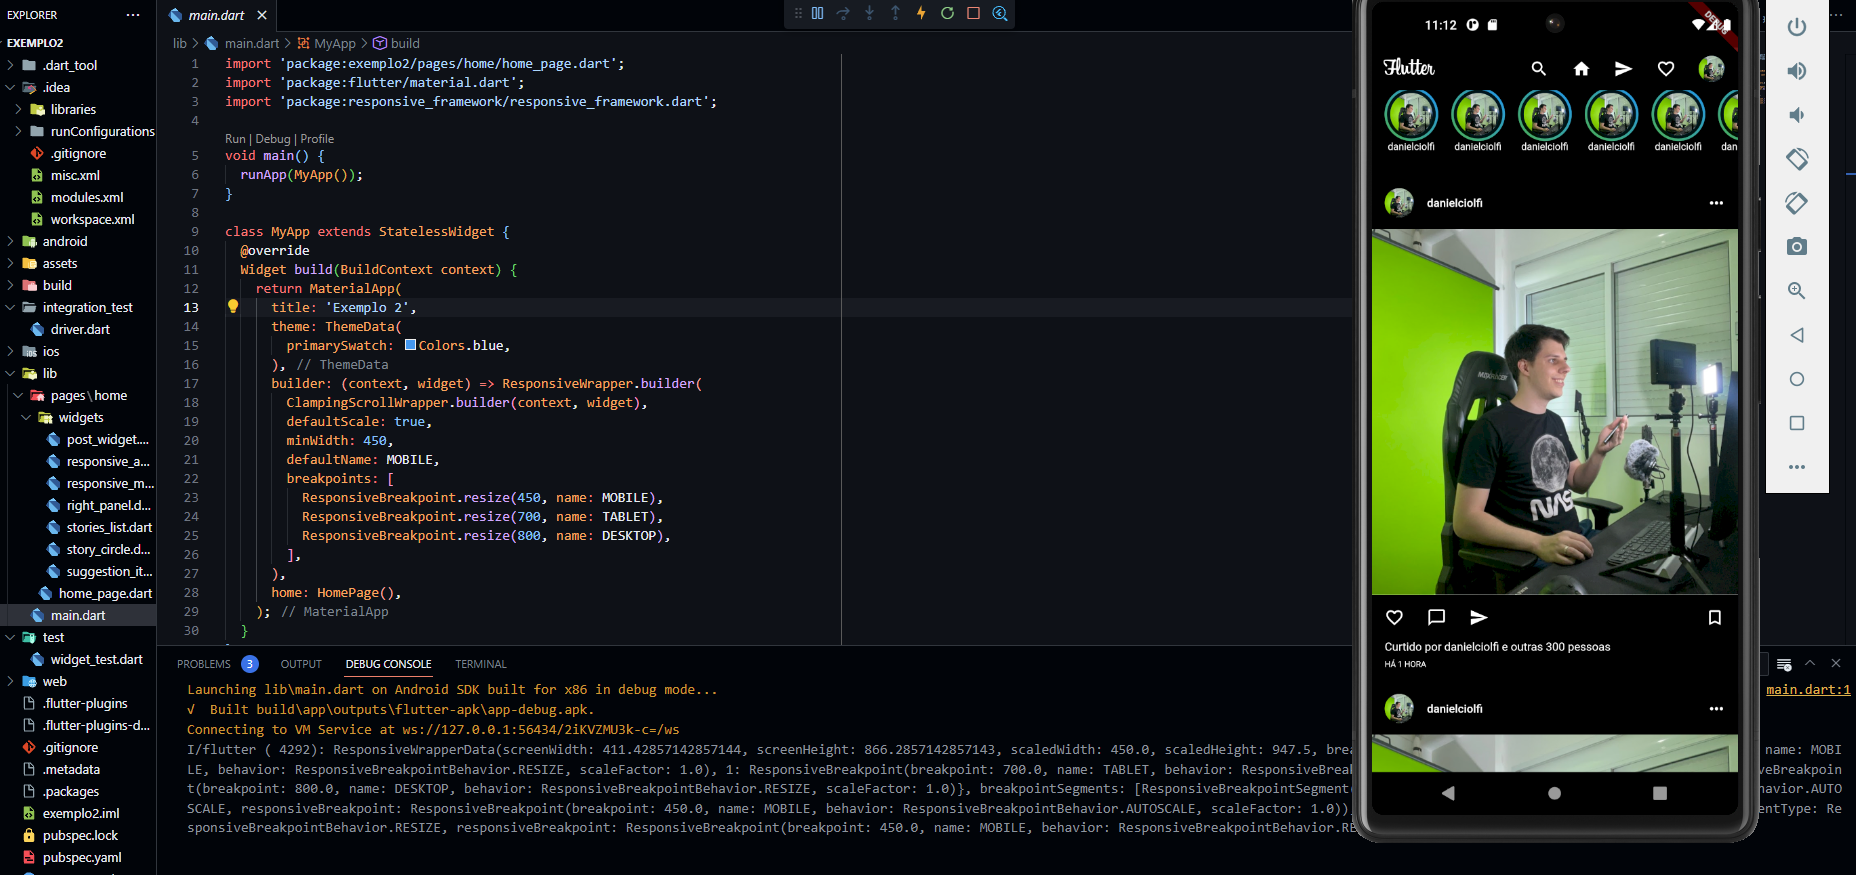 EXPLORER
EXEMPLO2
.dart_tool
.idea
libraries
runConfigurations
.gitignore
misc.xml
modules.xml
workspace.xml
android
assets
build
integration_test
driver.dart
ios
lib
pages\home
widgets
post_widget....
responsive_a...
responsive_m...
right_panel.d...
stories_list.dart
story_circle.d...
suggestion_it...
home_page.dart
main.dart
test
widget_test.dart
web
.flutter-plugins
.flutter-plugins-d...
.gitignore
.metadata
.packages
exemplo2.iml
pubspec.lock
pubspec.yaml
main.dart
lib > main.dart > MyApp > build
1 import 'package:exemplo2/pages/home/home_page.dart';
2 import 'package:flutter/material.dart';
3 import 'package:responsive_framework/responsive_framework.dart';
4
Run | Debug | Profile
5 void main() {
6 runApp(MyApp());
7 }
8
9 class MyApp extends StatelessWidget {
10 @override
11 Widget build(BuildContext context) {
12 return MaterialApp(
13 title: 'Exemplo 2',
14 theme: ThemeData(
15 primarySwatch: Colors.blue,
16 ), // ThemeData
17 builder: (context, widget) => ResponsiveWrapper.builder(
18 ClampingScrollWrapper.builder(context, widget),
19 defaultScale: true,
20 minWidth: 450,
21 defaultName: MOBILE,
22 breakpoints: [
23 ResponsiveBreakpoint.resize(450, name: MOBILE),
24 ResponsiveBreakpoint.resize(700, name: TABLET),
25 ResponsiveBreakpoint.resize(800, name: DESKTOP),
26 ],
27 ),
28 home: HomePage(),
29 ); // MaterialApp
30 }
PROBLEMS 3 OUTPUT DEBUG CONSOLE TERMINAL
Launching lib\main.dart on Android SDK built for x86 in debug mode...
main.dart:1
√ Built build\app\outputs\flutter-apk\app-debug.apk.
Connecting to VM Service at ws://127.0.0.1:56434/2iKVZMU3k-c=/ws
I/flutter ( 4292): ResponsiveWrapperData(screenWidth: 411.42857142857144, screenHeight: 866.2857142857143, scaledWidth: 450.0, scaledHeight: 947.5, brea name: MOBI
LE, behavior: ResponsiveBreakpointBehavior.RESIZE, scaleFactor: 1.0), 1: ResponsiveBreakpoint(breakpoint: 700.0, name: TABLET, behavior: ResponsiveBreak veBreakpoin
t(breakpoint: 800.0, name: DESKTOP, behavior: ResponsiveBreakpointBehavior.RESIZE, scaleFactor: 1.0)}, breakpointSegments: [ResponsiveBreakpointSegment( havior.AUTO
SCALE, responsiveBreakpoint: ResponsiveBreakpoint(breakpoint: 450.0, name: MOBILE, behavior: ResponsiveBreakpointBehavior.AUTOSCALE, scaleFactor: 1.0)) entType: Re
sponsiveBreakpointBehavior.RESIZE, responsiveBreakpoint: ResponsiveBreakpoint(breakpoint: 450.0, name: MOBILE, behavior: ResponsiveBreakpointBehavior.RE
11:12
DEBUG
Flutter
danielciolfi danielciolfi danielciolfi danielciolfi danielciolfi dan
danielciolfi
MAXRACER
NAS
Curtido por danielciolfi e outras 300 pessoas
HÁ 1 HORA
danielciolfi